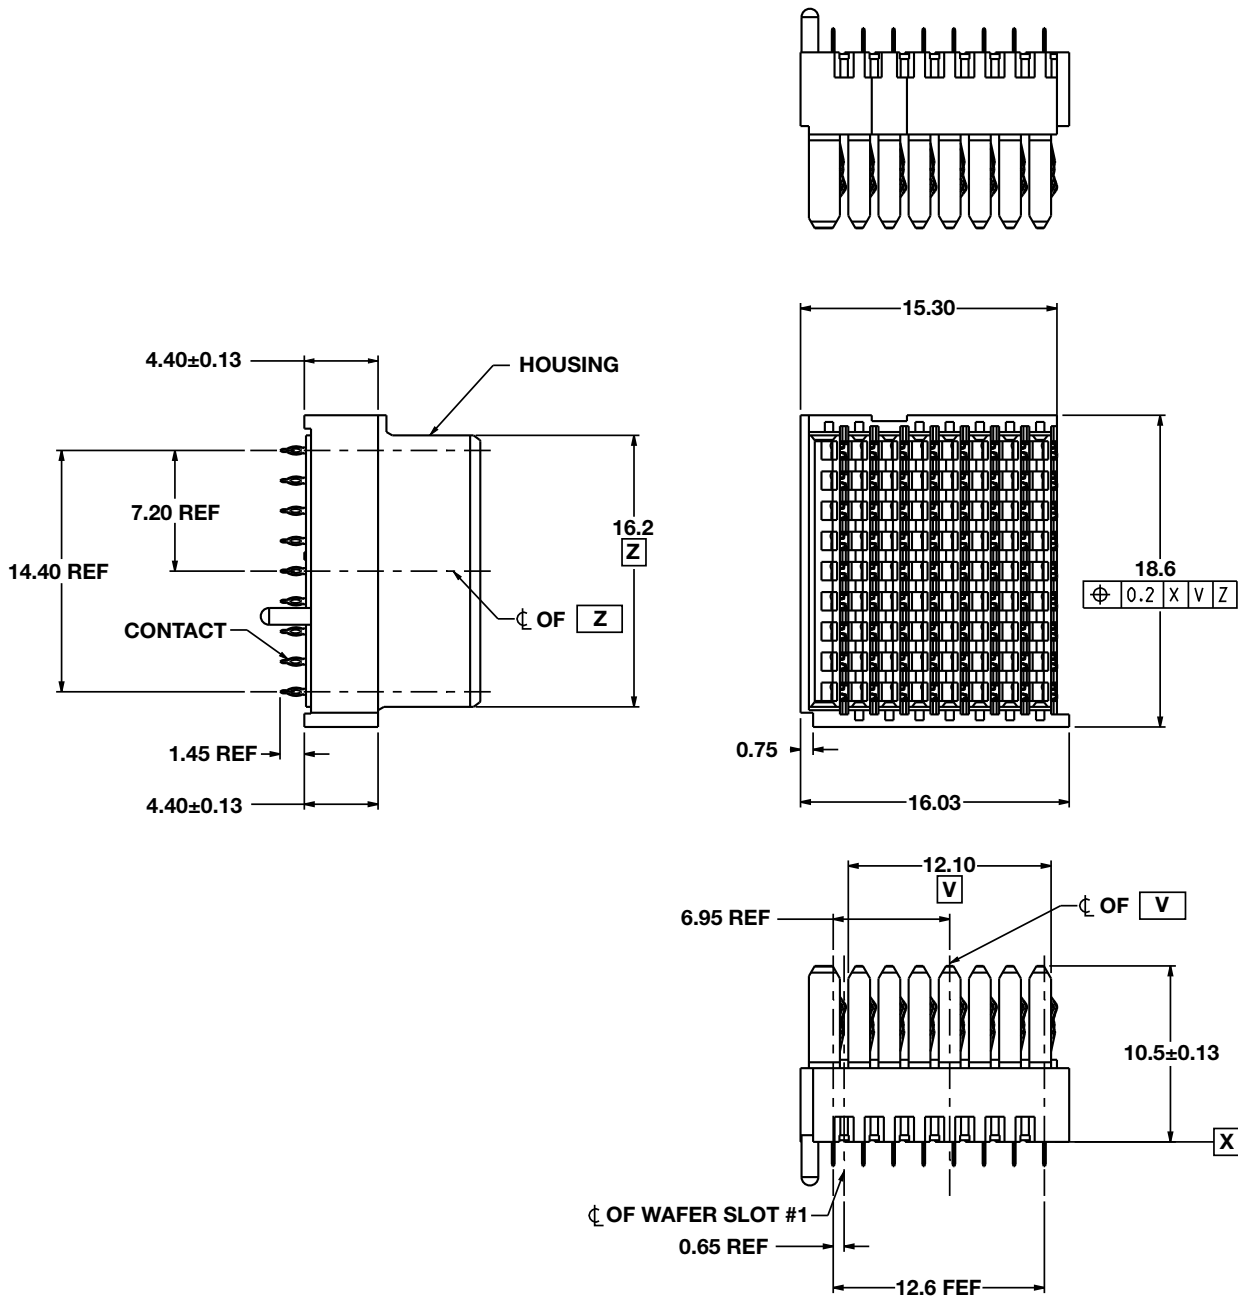 15.30
4.40±0.13
HOUSING
7.20 REF
16.2
Z
14.40 REF
18.6
⌖ 0.2 X V Z
CONTACT
℄ OF Z
1.45 REF
0.75
4.40±0.13
16.03
12.10
V
6.95 REF
℄ OF V
10.5±0.13
X
℄ OF WAFER SLOT #1
0.65 REF
12.6 FEF